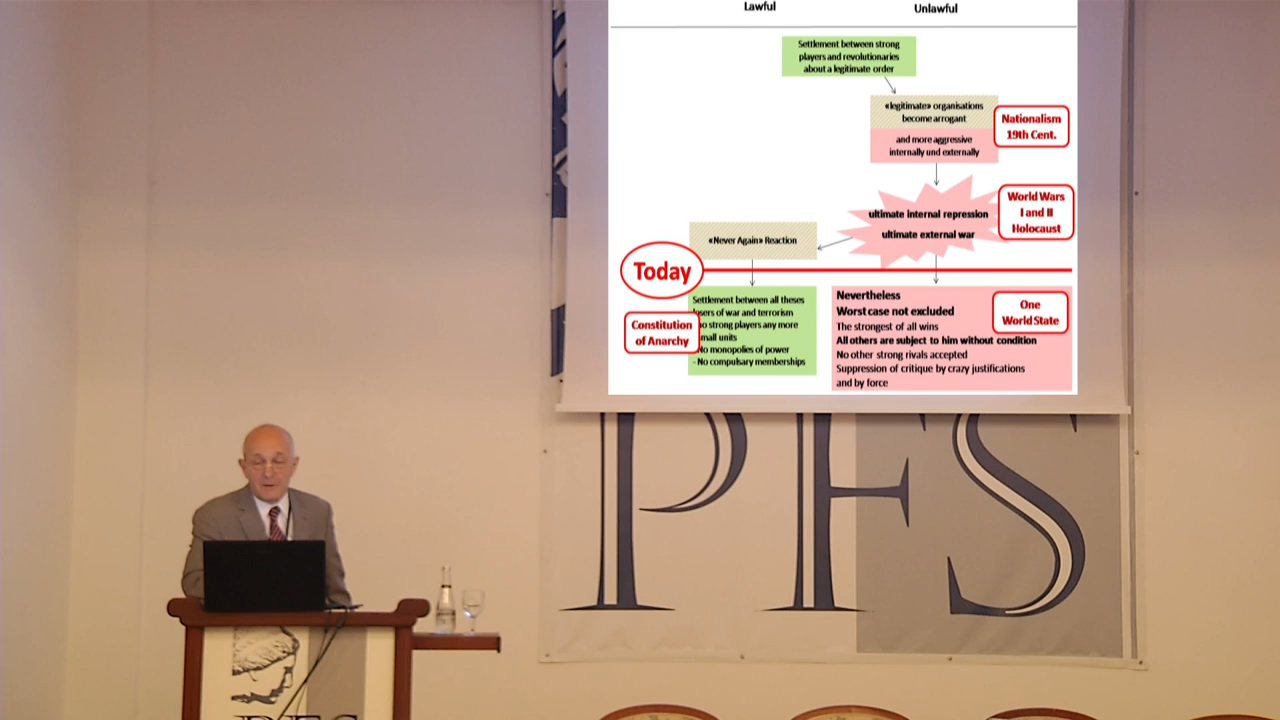 Lawful
Unlawful
Settlement between strong
players and revolutionaries
about a legitimate order
«legitimate» organisations
become arrogant
and more aggressive
internally und externally
Nationalism
19th Cent.
ultimate internal repression
ultimate external war
World Wars
I and II
Holocaust
«Never Again» Reaction
Today
Settlement between all theses
users of war and terrorism
no strong players any more
small units
No monopolies of power
- No compulsary memberships
Constitution
of Anarchy
Nevertheless
Worst case not excluded
The strongest of all wins
All others are subject to him without condition
No other strong rivals accepted
Suppression of critique by crazy justifications
and by force
One
World State
PFS
PFS